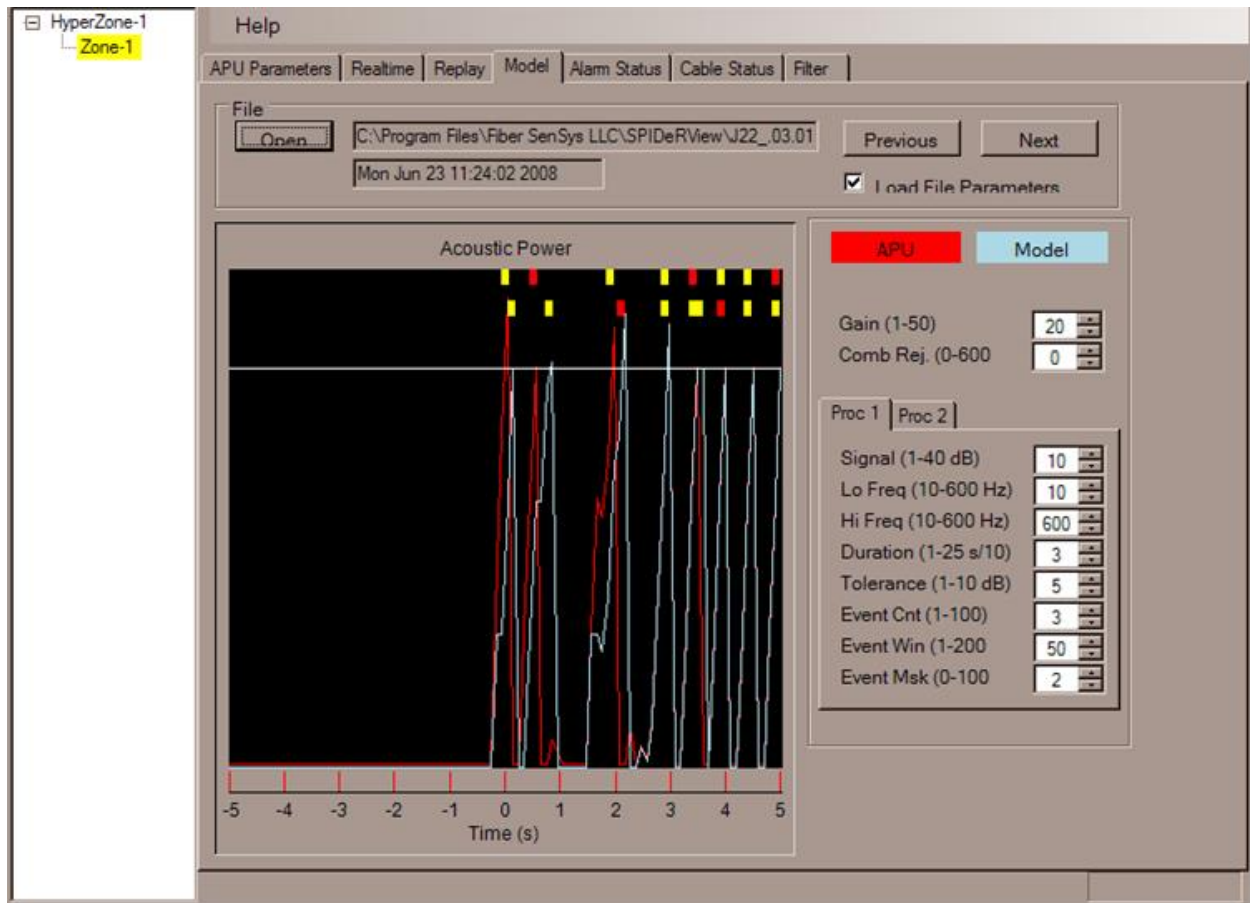 HyperZone-1
Zone-1
Help
APU Parameters Realtime Replay Model Alarm Status Cable Status Filter
File
Open C:\Program Files\Fiber SenSys LLC\SPIDeRView\J22_.03.01 Previous Next
Mon Jun 23 11:24:02 2008
Load File Parameters
Acoustic Power
APU Model
Gain (1-50) 20
Comb Rej. (0-600 0
Proc 1 Proc 2
Signal (1-40 dB) 10
Lo Freq (10-600 Hz) 10
Hi Freq (10-600 Hz) 600
Duration (1-25 s/10) 3
Tolerance (1-10 dB) 5
Event Cnt (1-100) 3
Event Win (1-200 50
Event Msk (0-100 2
-5 -4 -3 -2 -1 0 1 2 3 4 5
Time (s)